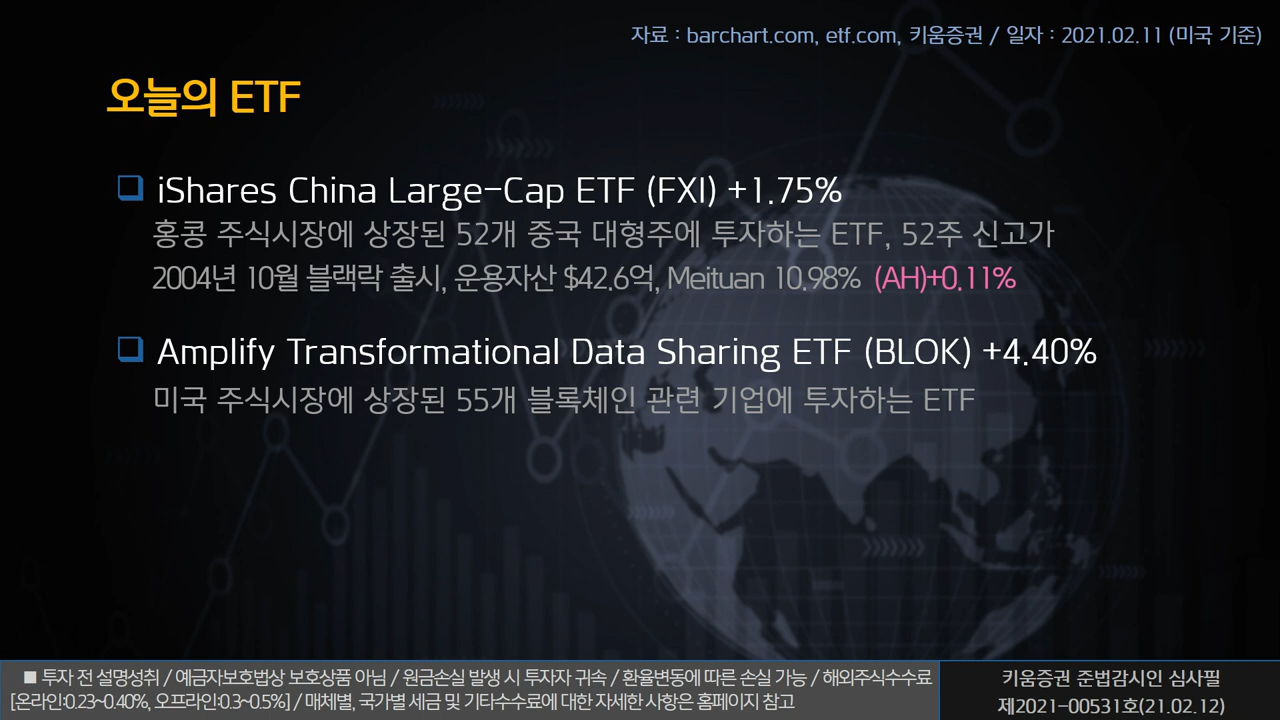 자료 : barchart.com, etf.com, 키움증권 / 일자 : 2021.02.11 (미국 기준)
오늘의 ETF
❏ iShares China Large-Cap ETF (FXI) +1.75%
홍콩 주식시장에 상장된 52개 중국 대형주에 투자하는 ETF, 52주 신고가
2004년 10월 블랙락 출시, 운용자산 $42.6억, Meituan 10.98% (AH)+0.11%
❏ Amplify Transformational Data Sharing ETF (BLOK) +4.40%
미국 주식시장에 상장된 55개 블록체인 관련 기업에 투자하는 ETF
■ 투자 전 설명성취 / 예금자보호법상 보호상품 아님 / 원금손실 발생 시 투자자 귀속 / 환율변동에 따른 손실 가능 / 해외주식수수료
[온라인:0.23~0.40%, 오프라인:0.3~0.5%] / 매체별, 국가별 세금 및 기타수수료에 대한 자세한 사항은 홈페이지 참고
키움증권 준법감시인 심사필
제2021-00531호(21.02.12)